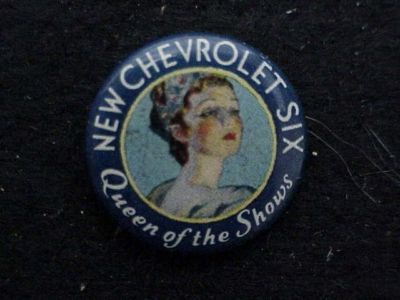 NEW CHEVROLET SIX
Queen of the Shows